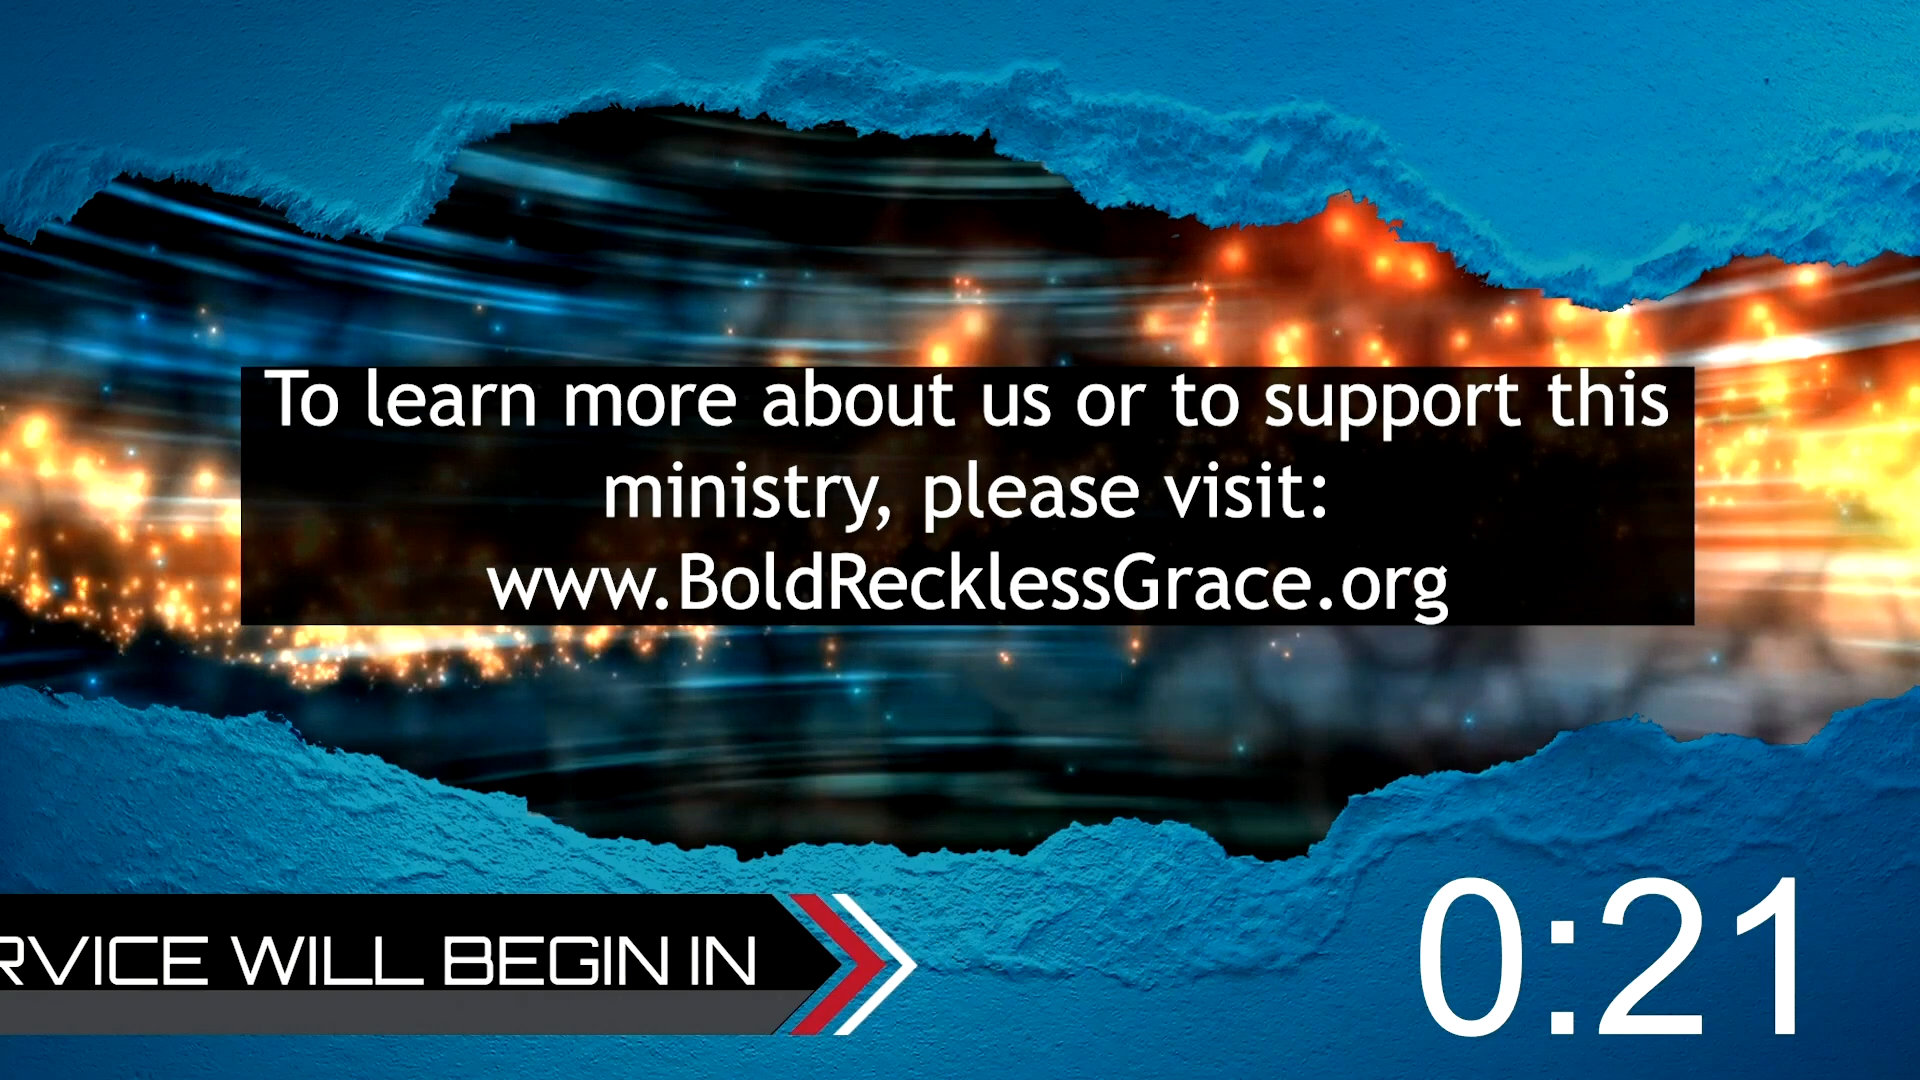 To learn more about us or to support this
ministry, please visit:
www.BoldRecklessGrace.org
RVICE WILL BEGIN IN
0:21